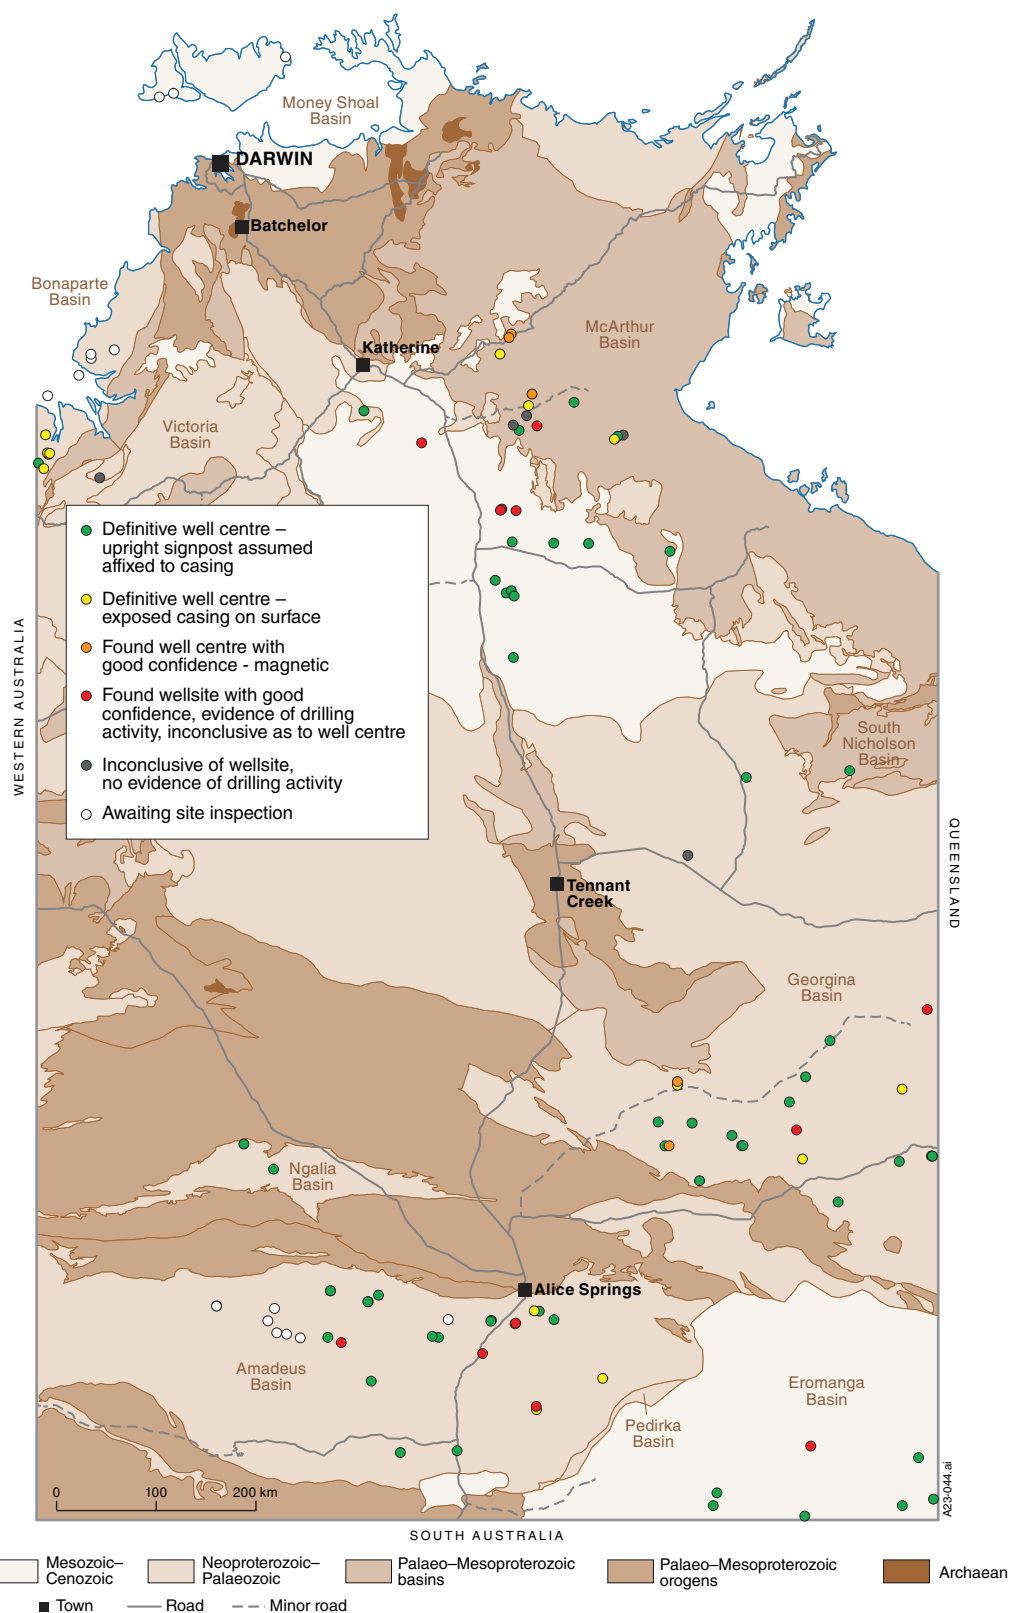 Money Shoal
Basin
DARWIN
Batchelor
Bonaparte
Basin
McArthur
Basin
Katherine
Victoria
Basin
Definitive well centre –
upright signpost assumed
affixed to casing
Definitive well centre –
exposed casing on surface
Found well centre with
good confidence - magnetic
Found wellsite with good
confidence, evidence of drilling
activity, inconclusive as to well centre
Inconclusive of wellsite,
no evidence of drilling activity
Awaiting site inspection
WESTERN AUSTRALIA
South
Nicholson
Basin
QUEENSLAND
Tennant
Creek
Georgina
Basin
Ngalia
Basin
Alice Springs
Amadeus
Basin
Eromanga
Basin
Pedirka
Basin
0 100 200 km
A23-044.ai
SOUTH AUSTRALIA
Mesozoic–
Cenozoic
Neoproterozoic–
Palaeozoic
Palaeo–Mesoproterozoic
basins
Palaeo–Mesoproterozoic
orogens
Archaean
Town
Road
Minor road